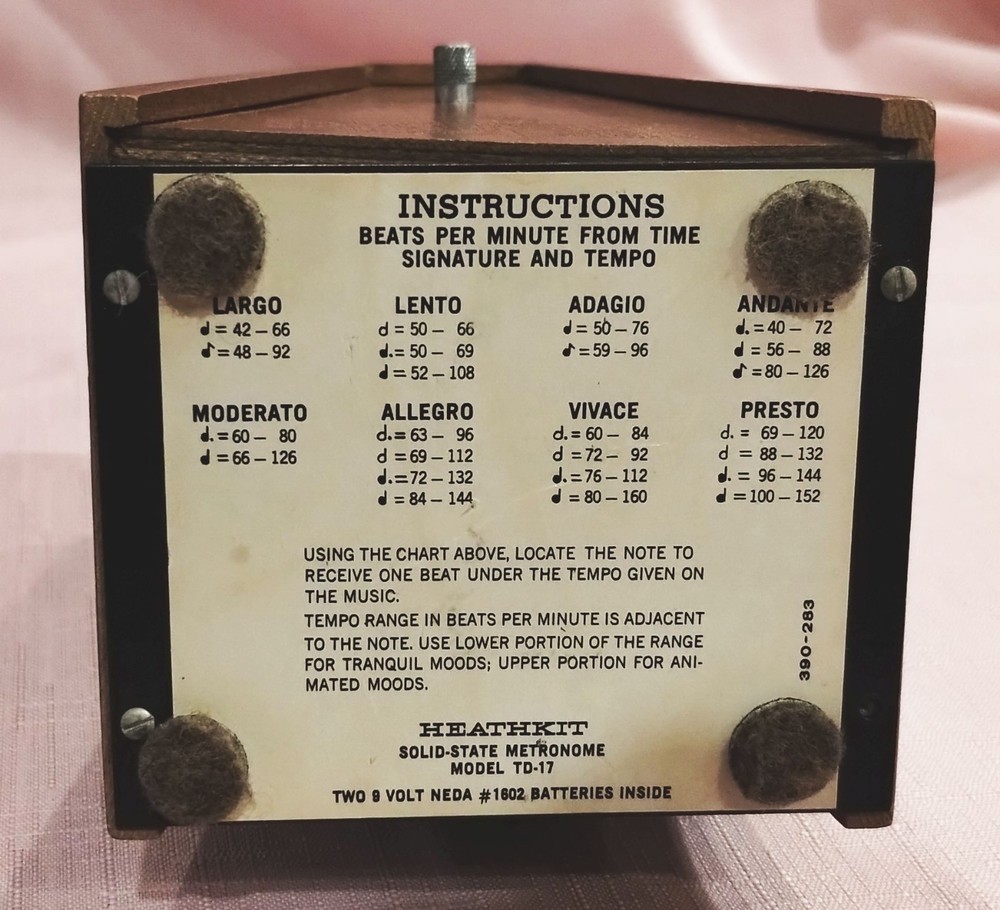 INSTRUCTIONS
BEATS PER MINUTE FROM TIME
SIGNATURE AND TEMPO
LARGO LENTO ADAGIO ANDANTE
♩ = 42 – 66 𝅗𝅥 = 50 – 66 ♩ = 50 – 76 ♩. = 40 – 72
♪ = 48 – 92 𝅗𝅥. = 50 – 69 ♪ = 59 – 96 ♩ = 56 – 88
♩ = 52 – 108 ♪ = 80 – 126
MODERATO ALLEGRO VIVACE PRESTO
♩. = 60 – 80 𝅗𝅥. = 63 – 96 𝅗𝅥. = 60 – 84 𝅗𝅥. = 69 – 120
♩ = 66 – 126 𝅗𝅥 = 69 – 112 𝅗𝅥 = 72 – 92 𝅗𝅥 = 88 – 132
♩. = 72 – 132 ♩. = 76 – 112 ♩. = 96 – 144
♩ = 84 – 144 ♩ = 80 – 160 ♩ = 100 – 152
USING THE CHART ABOVE, LOCATE THE NOTE TO
RECEIVE ONE BEAT UNDER THE TEMPO GIVEN ON
THE MUSIC.
TEMPO RANGE IN BEATS PER MINUTE IS ADJACENT
TO THE NOTE. USE LOWER PORTION OF THE RANGE
FOR TRANQUIL MOODS; UPPER PORTION FOR ANI-
MATED MOODS.
390-283
HEATHKIT
SOLID-STATE METRONOME
MODEL TD-17
TWO 9 VOLT NEDA #1602 BATTERIES INSIDE